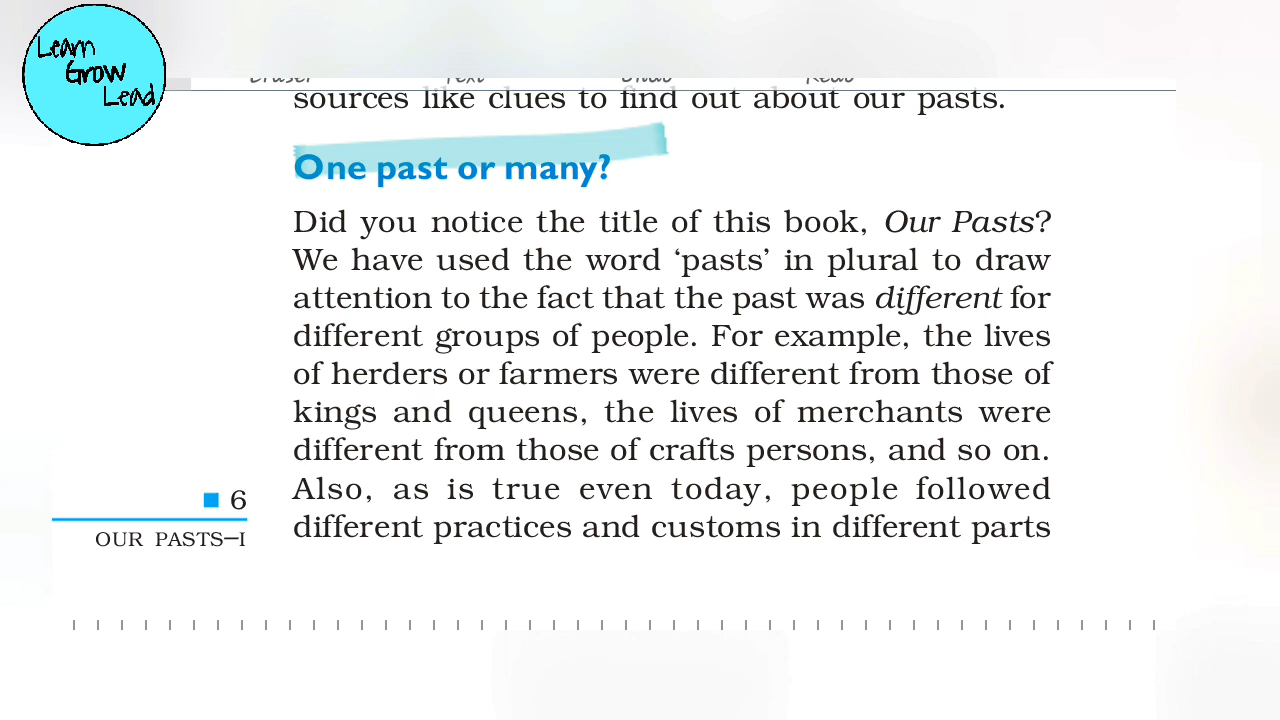 Learn
Grow
Lead
Eraser Text Undo Read
sources like clues to find out about our pasts.
One past or many?
Did you notice the title of this book, Our Pasts?
We have used the word ‘pasts’ in plural to draw
attention to the fact that the past was different for
different groups of people. For example, the lives
of herders or farmers were different from those of
kings and queens, the lives of merchants were
different from those of crafts persons, and so on.
Also, as is true even today, people followed
different practices and customs in different parts
6
OUR PASTS–I